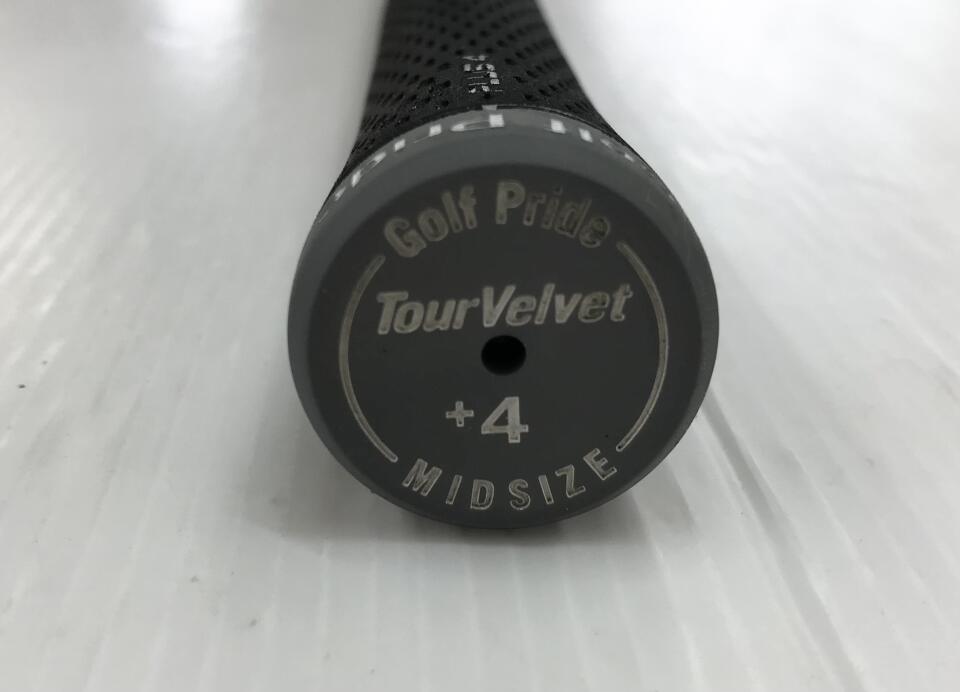 Golf Pride
TourVelvet
+4
MIDSIZE